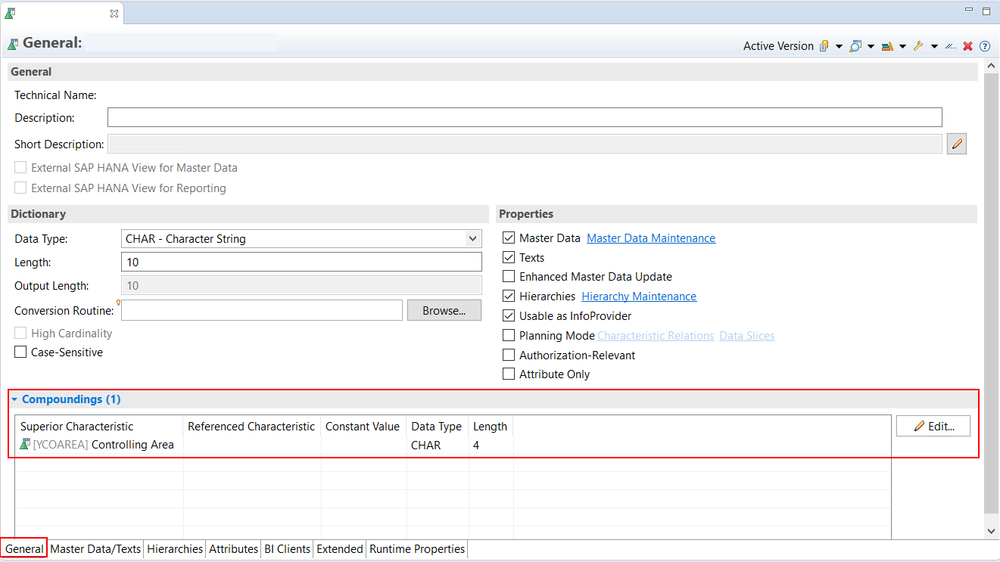 General:
Active Version
General
Technical Name:
Description:
Short Description:
External SAP HANA View for Master Data
External SAP HANA View for Reporting
Dictionary
Data Type: CHAR - Character String
Length: 10
Output Length: 10
Conversion Routine: Browse...
High Cardinality
Case-Sensitive
Properties
Master Data Master Data Maintenance
Texts
Enhanced Master Data Update
Hierarchies Hierarchy Maintenance
Usable as InfoProvider
Planning Mode Characteristic Relations Data Slices
Authorization-Relevant
Attribute Only
Compoundings (1)
Superior Characteristic Referenced Characteristic Constant Value Data Type Length Edit...
[YCOAREA] Controlling Area CHAR 4
General Master Data/Texts Hierarchies Attributes BI Clients Extended Runtime Properties